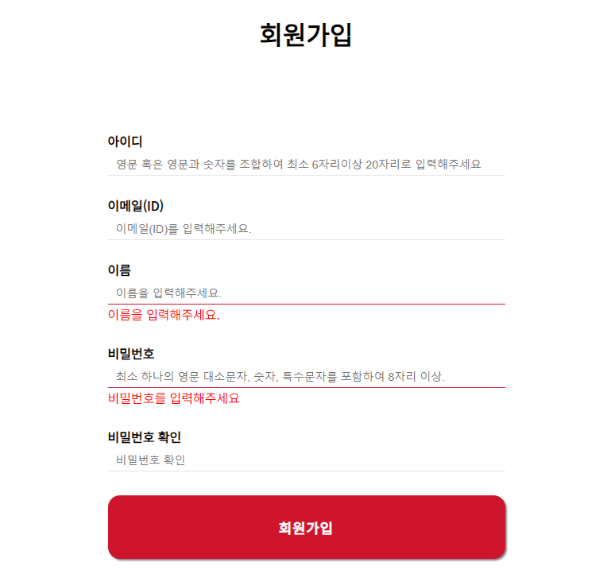 회원가입
아이디
영문 혹은 영문과 숫자를 조합하여 최소 6자리이상 20자리로 입력해주세요
이메일(ID)
이메일(ID)를 입력해주세요.
이름
이름을 입력해주세요.
이름을 입력해주세요.
비밀번호
최소 하나의 영문 대소문자, 숫자, 특수문자를 포함하여 8자리 이상.
비밀번호를 입력해주세요
비밀번호 확인
비밀번호 확인
회원가입